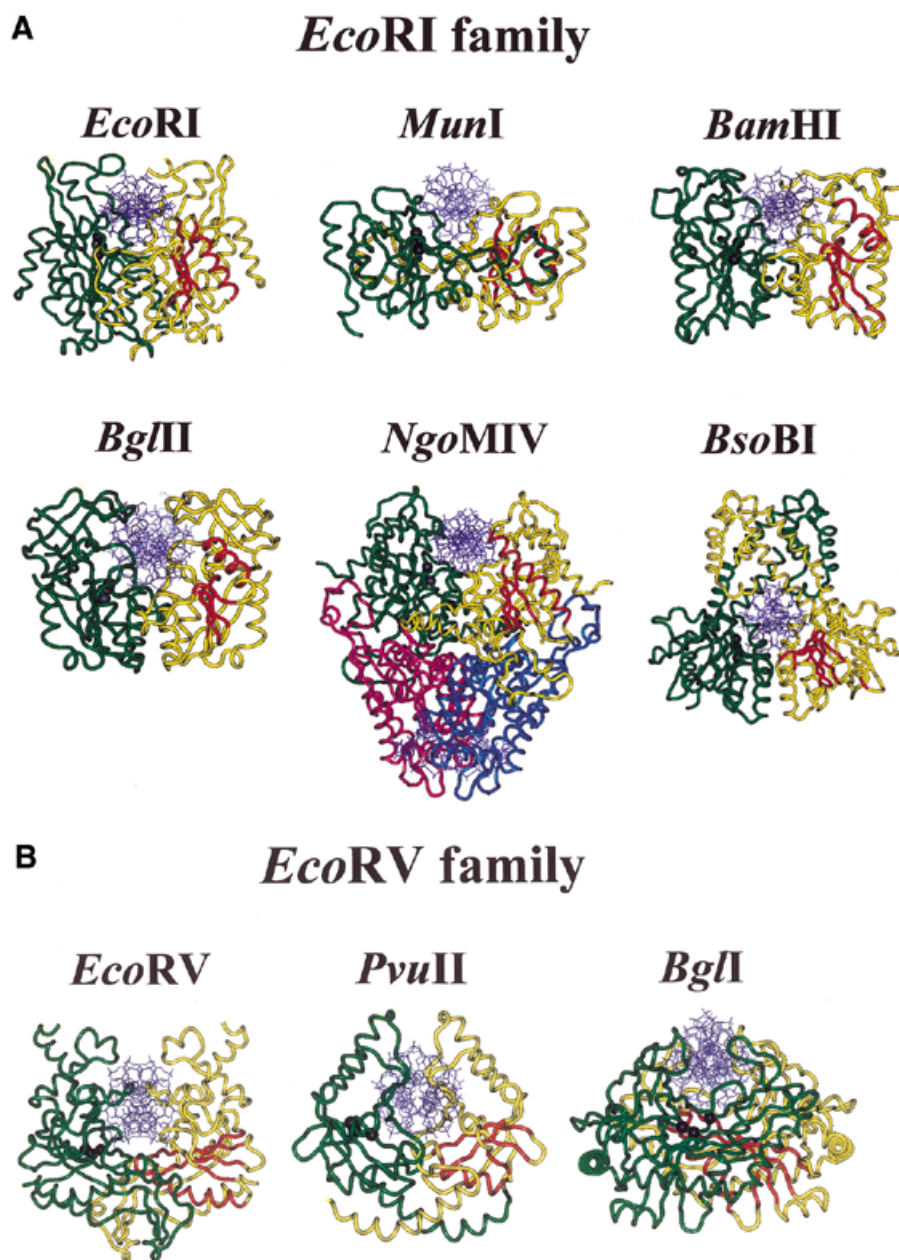 A
EcoRI family
EcoRI MunI BamHI
BglII NgoMIV BsoBI
B
EcoRV family
EcoRV PvuII BglI